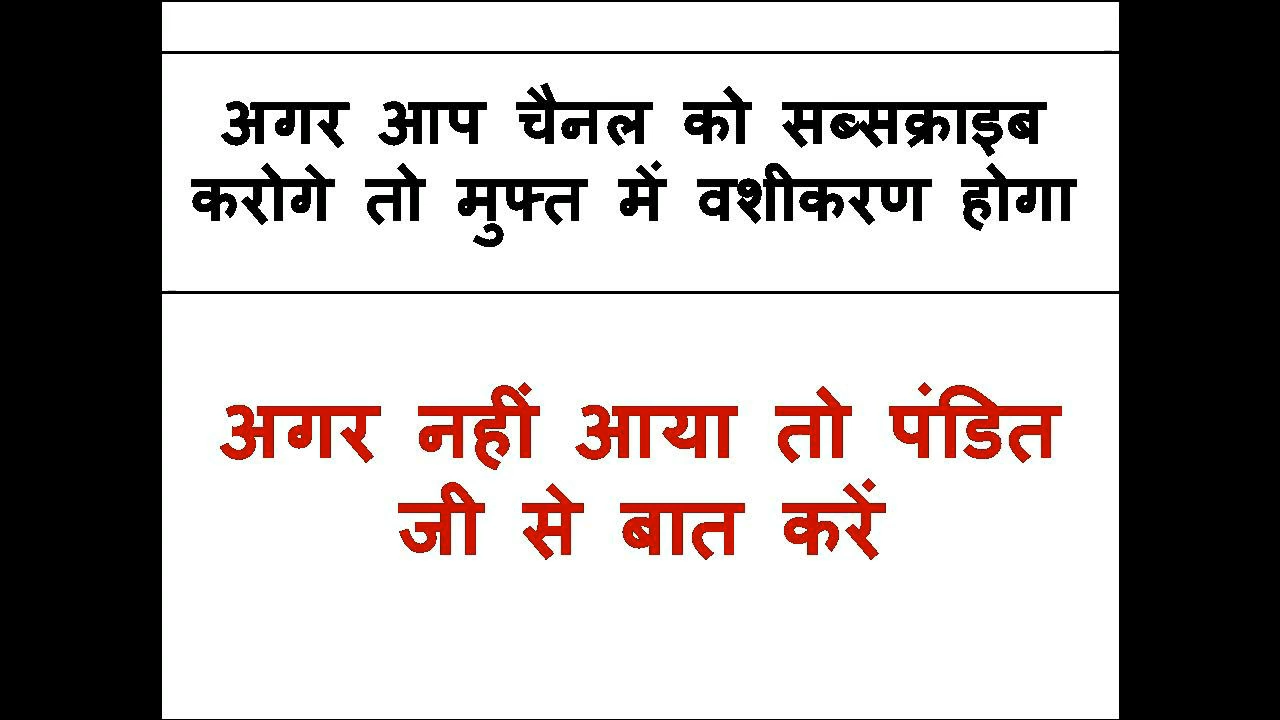 अगर आप चैनल को सब्सक्राइब
करोगे तो मुफ्त में वशीकरण होगा
अगर नहीं आया तो पंडित
जी से बात करें